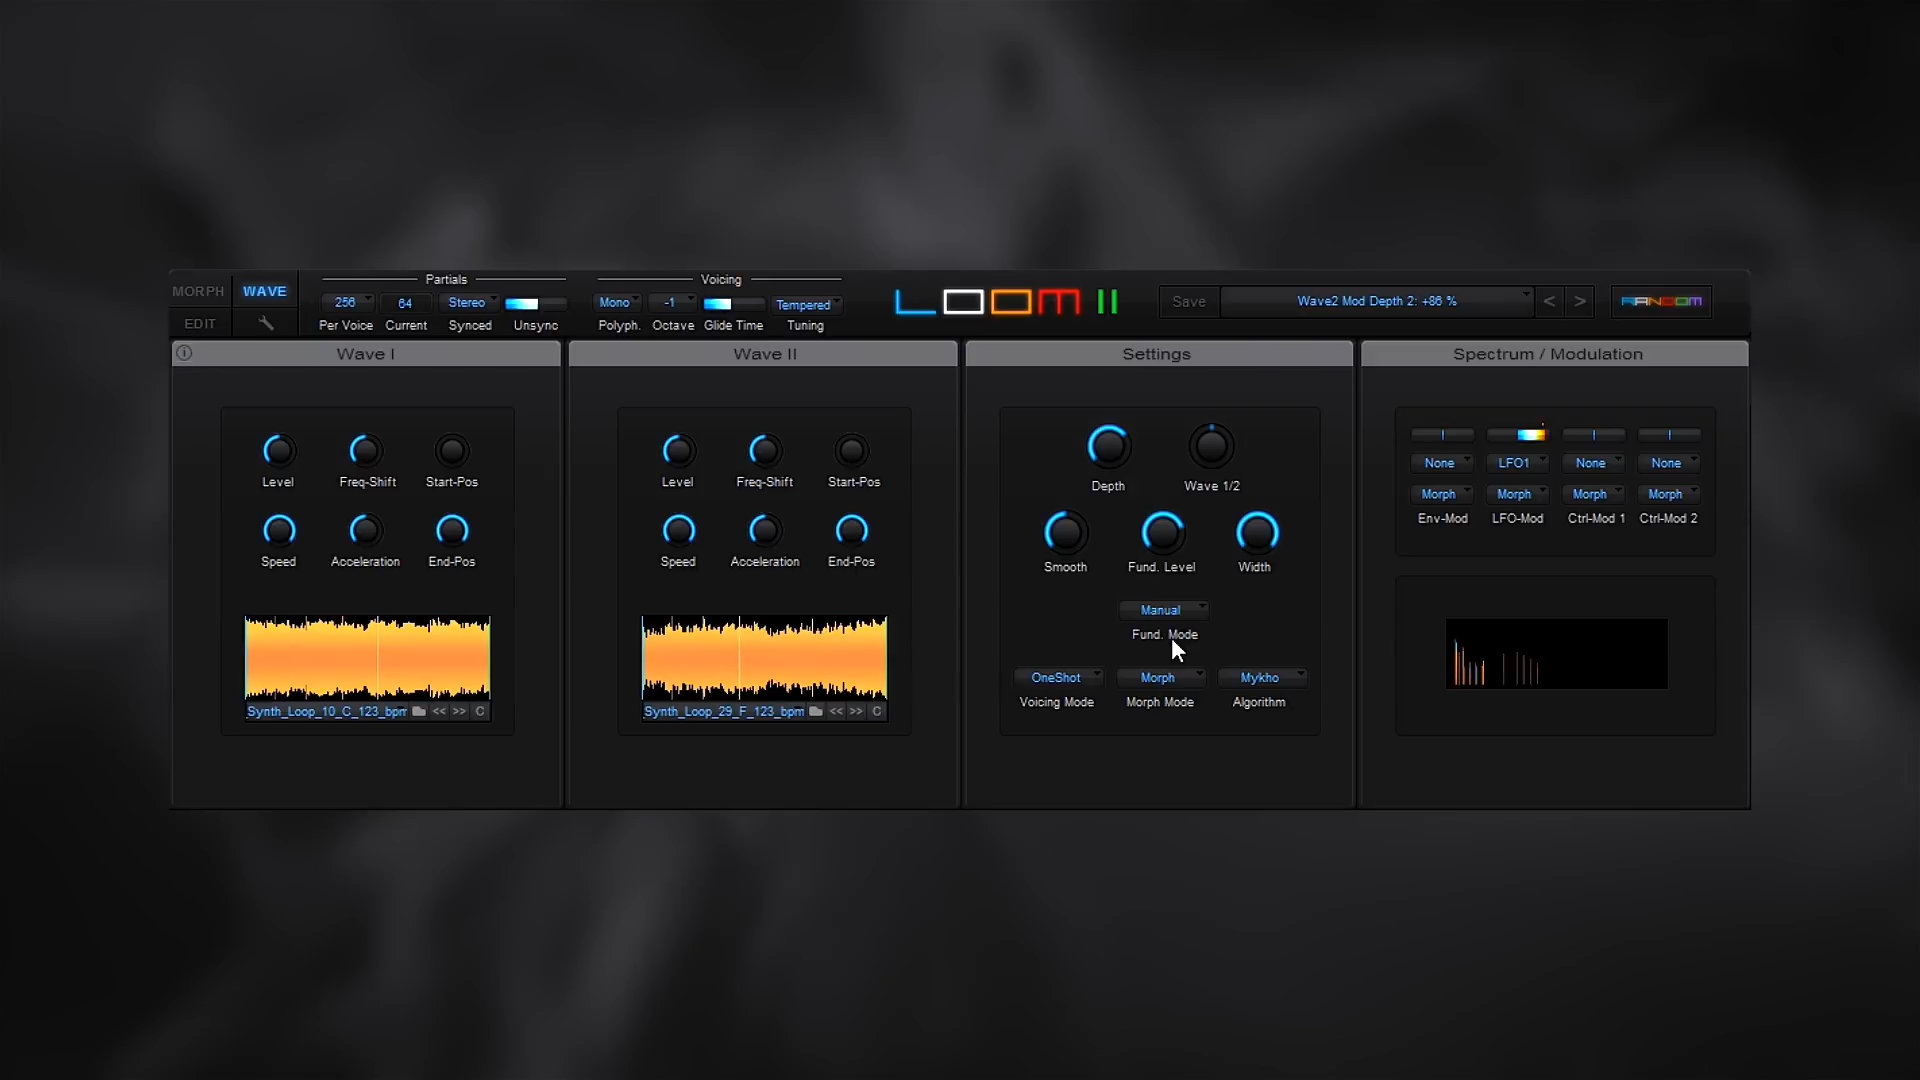 MORPH
WAVE
EDIT
Partials
256
64
Stereo
Per Voice
Current
Synced
Unsync
Voicing
Mono
-1
Tempered
Polyph.
Octave
Glide Time
Tuning
LOOM II
Save
Wave2 Mod Depth 2: +86 %
<
>
RANDOM
Wave I
Level
Freq-Shift
Start-Pos
Speed
Acceleration
End-Pos
Synth_Loop_10_C_123_bpm
<<
>>
C
Wave II
Level
Freq-Shift
Start-Pos
Speed
Acceleration
End-Pos
Synth_Loop_29_F_123_bpm
<<
>>
C
Settings
Depth
Wave 1/2
Smooth
Fund. Level
Width
Manual
Fund. Mode
OneShot
Morph
Mykho
Voicing Mode
Morph Mode
Algorithm
Spectrum / Modulation
None
LFO1
None
None
Morph
Morph
Morph
Morph
Env-Mod
LFO-Mod
Ctrl-Mod 1
Ctrl-Mod 2